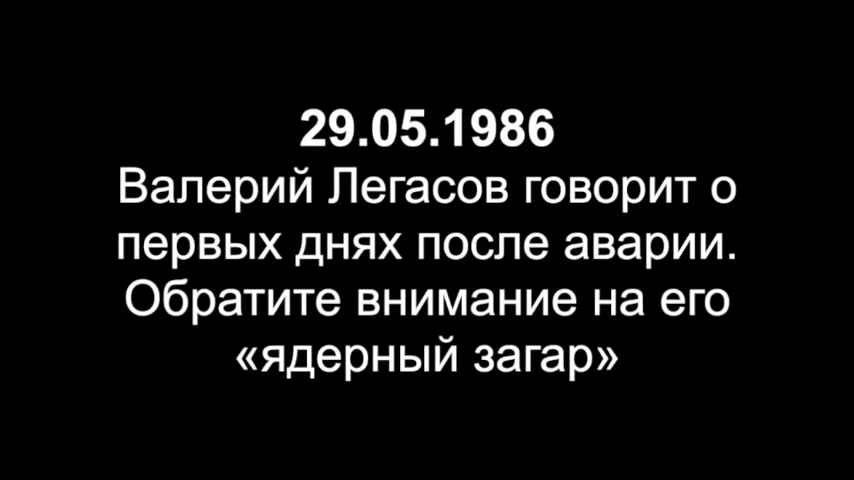 29.05.1986
Валерий Легасов говорит о
первых днях после аварии.
Обратите внимание на его
«ядерный загар»